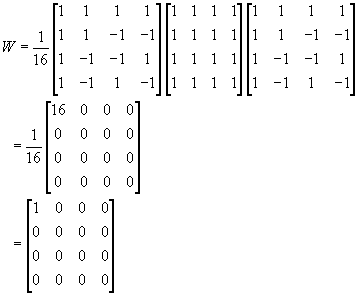 W = 1/16 [1 1 1 1; 1 1 −1 −1; 1 −1 −1 1; 1 −1 1 −1] [1 1 1 1; 1 1 1 1; 1 1 1 1; 1 1 1 1] [1 1 1 1; 1 1 −1 −1; 1 −1 −1 1; 1 −1 1 −1]
= 1/16 [16 0 0 0; 0 0 0 0; 0 0 0 0; 0 0 0 0]
= [1 0 0 0; 0 0 0 0; 0 0 0 0; 0 0 0 0]